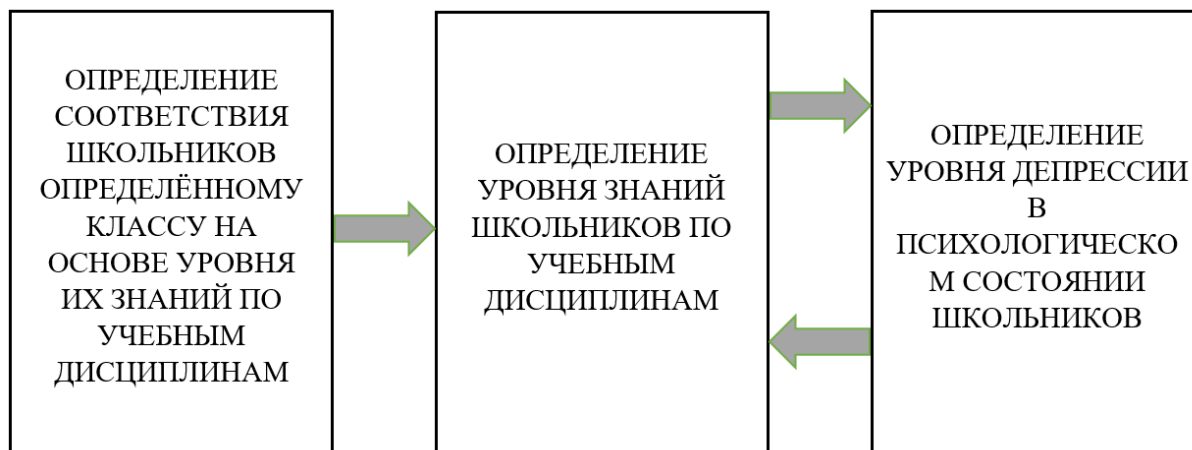 ОПРЕДЕЛЕНИЕ
СООТВЕТСТВИЯ
ШКОЛЬНИКОВ
ОПРЕДЕЛЁННОМУ
КЛАССУ НА
ОСНОВЕ УРОВНЯ
ИХ ЗНАНИЙ ПО
УЧЕБНЫМ
ДИСЦИПЛИНАМ
ОПРЕДЕЛЕНИЕ
УРОВНЯ ЗНАНИЙ
ШКОЛЬНИКОВ ПО
УЧЕБНЫМ
ДИСЦИПЛИНАМ
ОПРЕДЕЛЕНИЕ
УРОВНЯ ДЕПРЕССИИ
В
ПСИХОЛОГИЧЕСКО
М СОСТОЯНИИ
ШКОЛЬНИКОВ